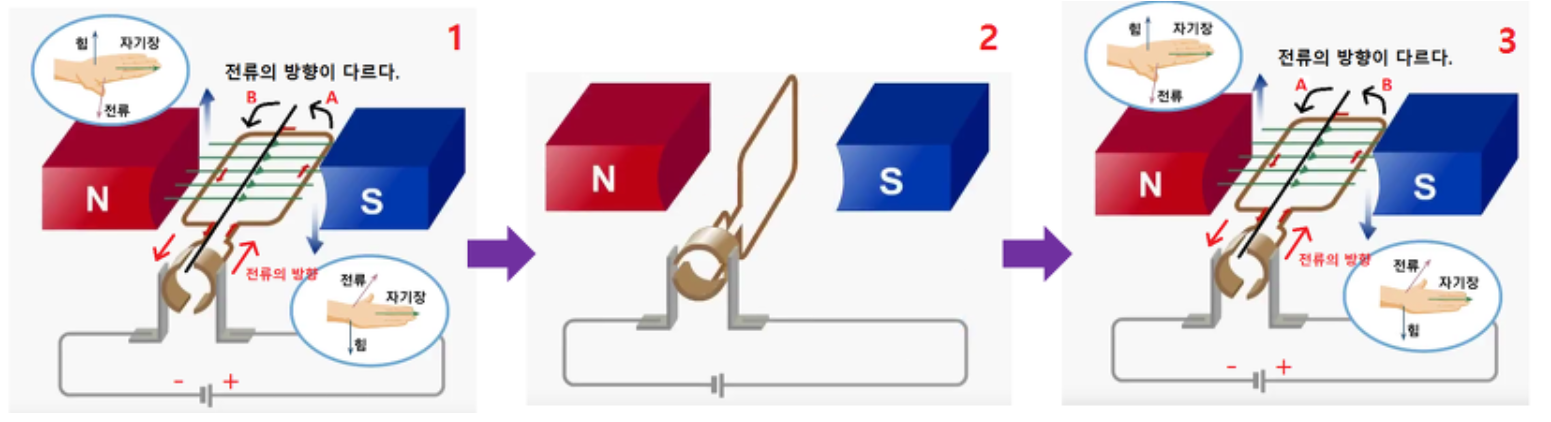 1
힘 자기장
전류
전류의 방향이 다르다.
B A
N
S
전류의 방향
전류
자기장
힘
- +
2
N
S
3
힘 자기장
전류
전류의 방향이 다르다.
A B
N
S
전류의 방향
전류
자기장
힘
- +